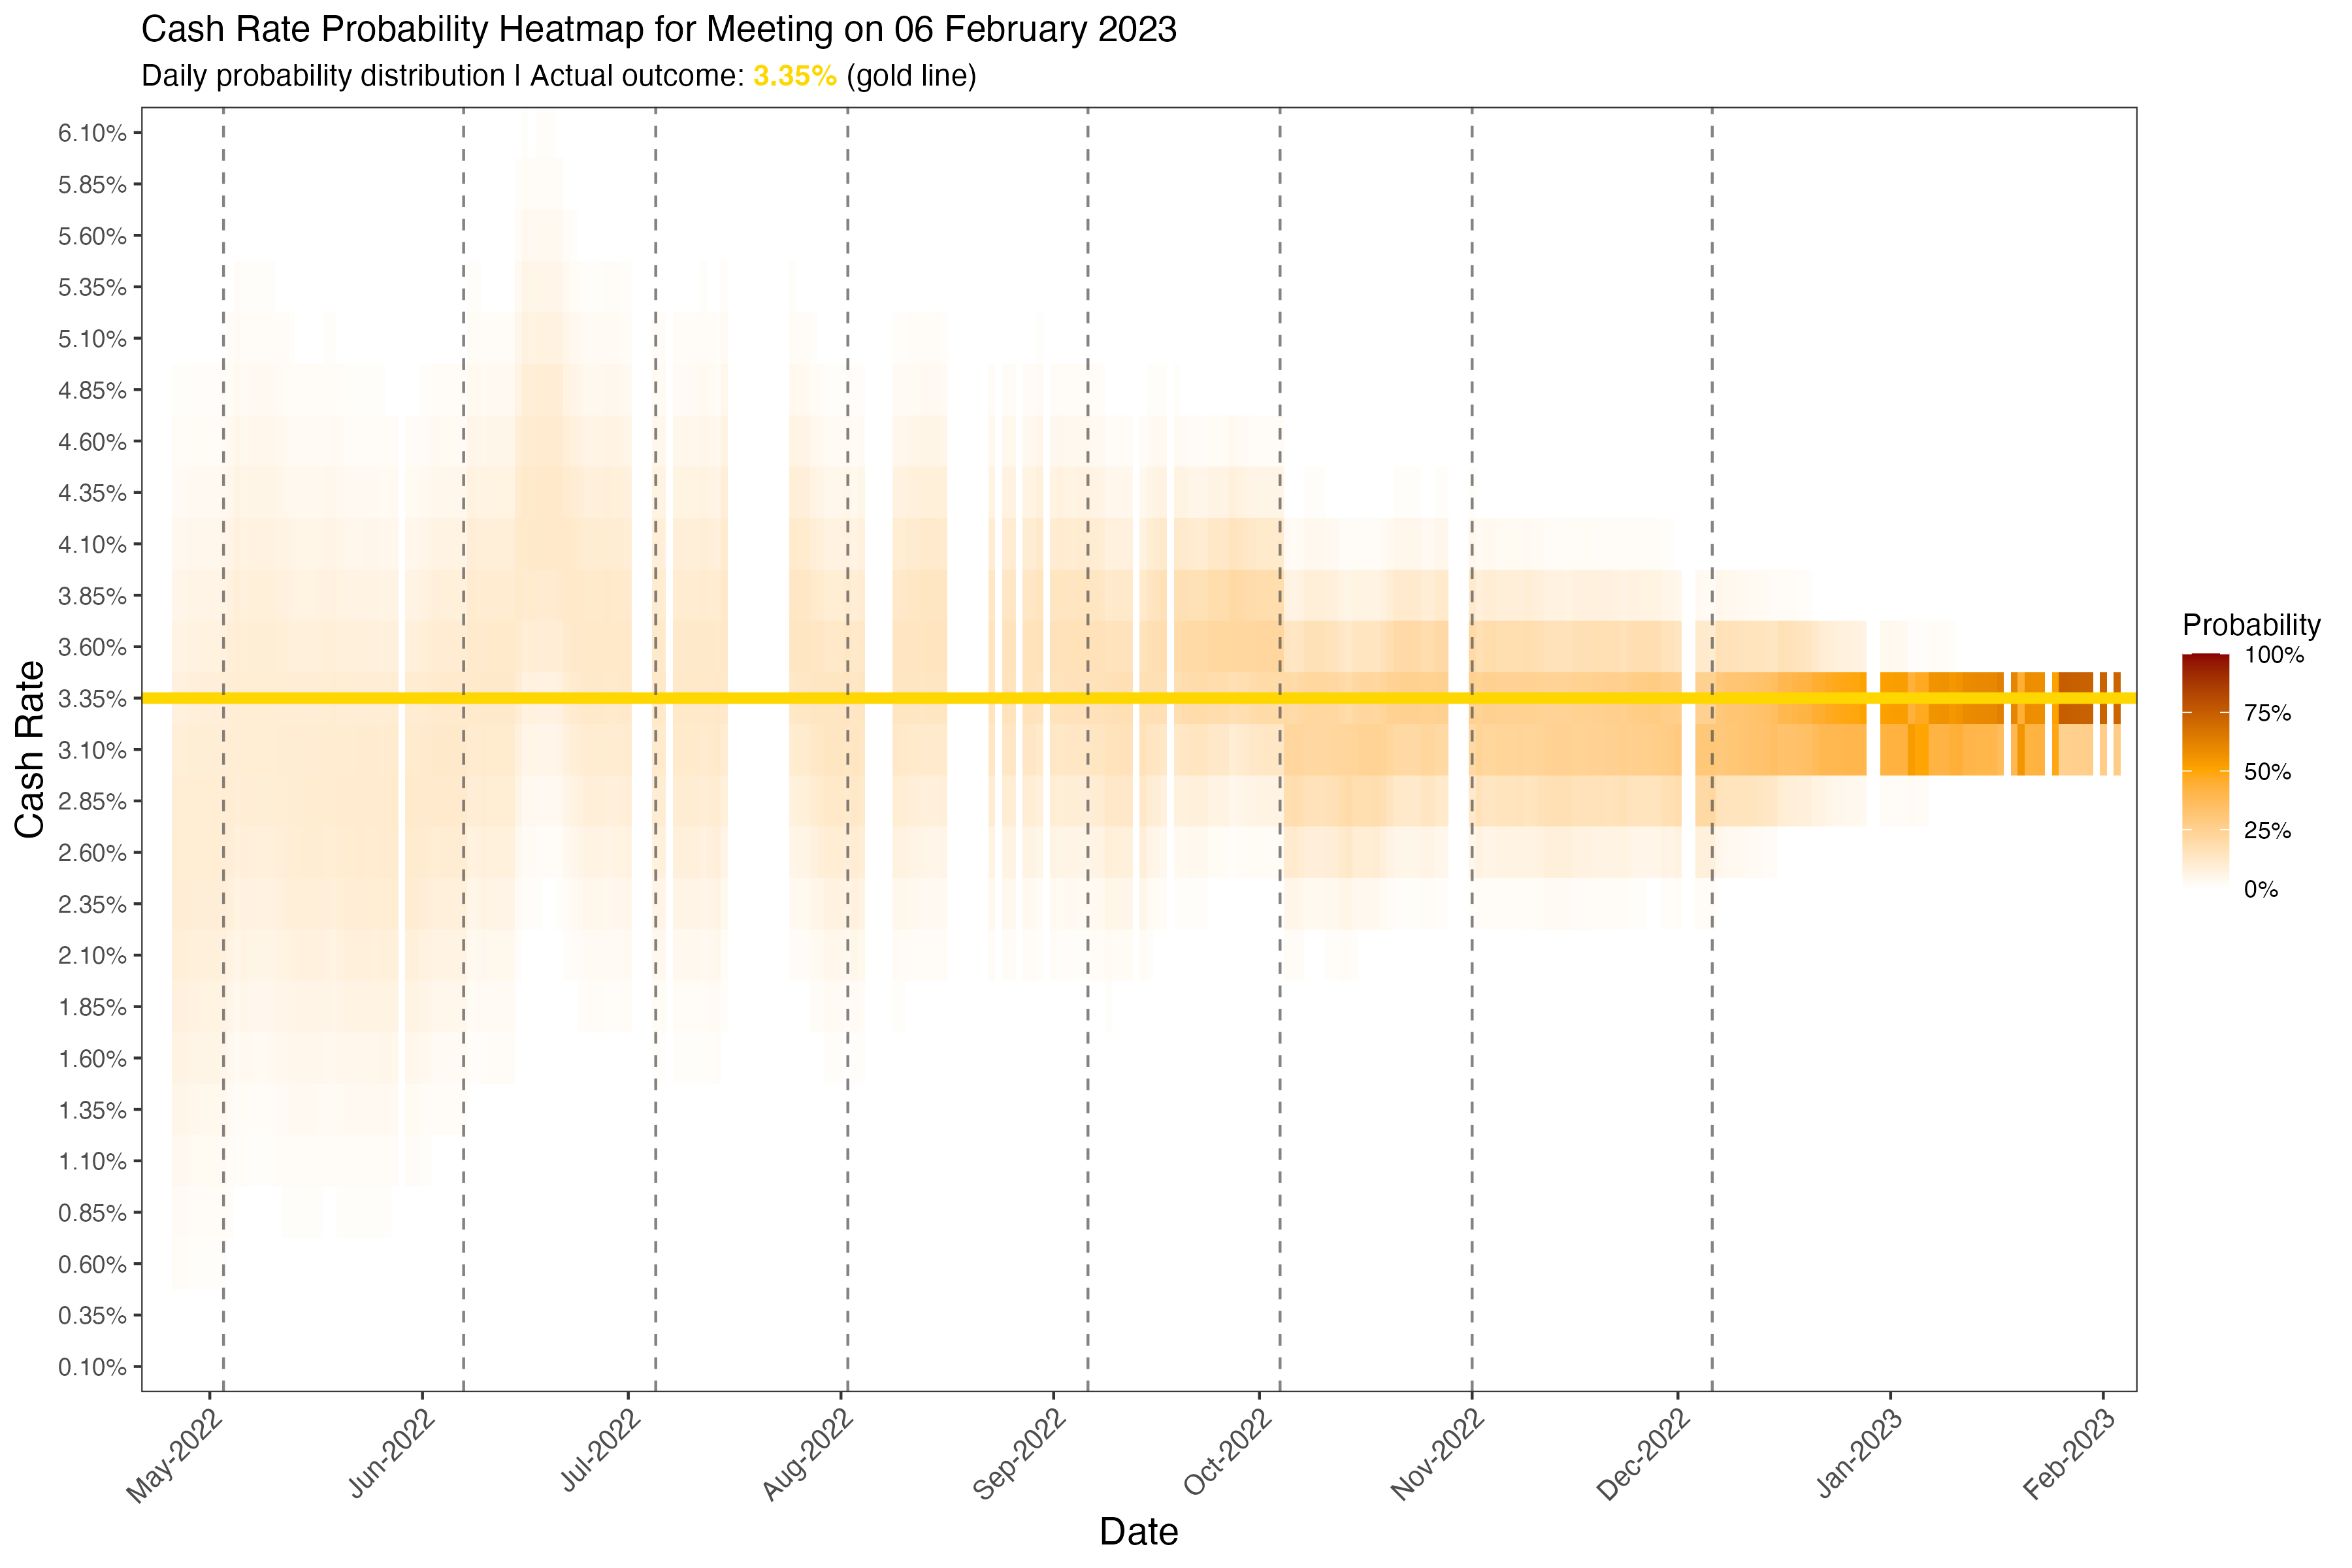 Cash Rate Probability Heatmap for Meeting on 06 February 2023
Daily probability distribution | Actual outcome: 3.35% (gold line)
Cash Rate
6.10%
5.85%
5.60%
5.35%
5.10%
4.85%
4.60%
4.35%
4.10%
3.85%
3.60%
3.35%
3.10%
2.85%
2.60%
2.35%
2.10%
1.85%
1.60%
1.35%
1.10%
0.85%
0.60%
0.35%
0.10%
May-2022
Jun-2022
Jul-2022
Aug-2022
Sep-2022
Oct-2022
Nov-2022
Dec-2022
Jan-2023
Feb-2023
Date
Probability
100%
75%
50%
25%
0%